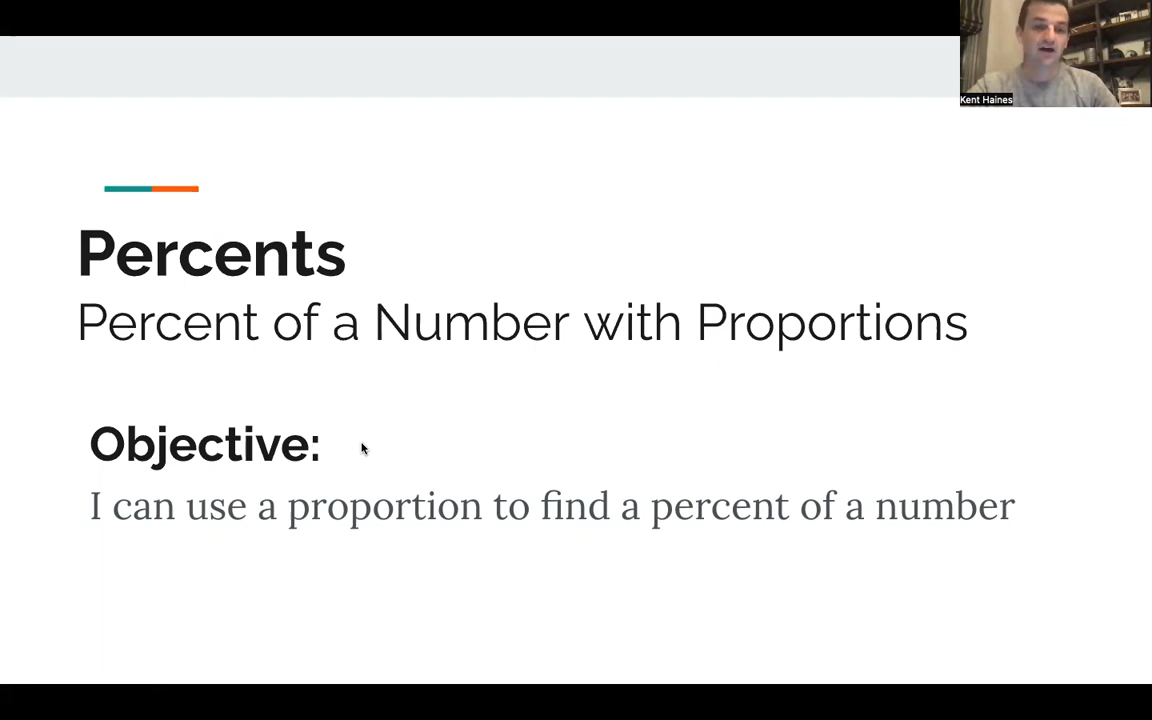 Kent Haines
Percents
Percent of a Number with Proportions
Objective:
I can use a proportion to find a percent of a number